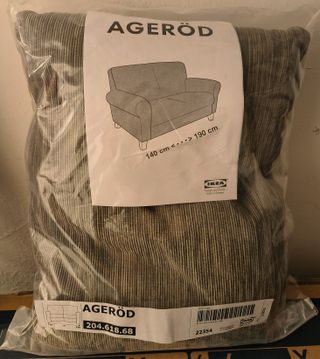 AGERÖD
140 cm <----> 190 cm
IKEA
AGERÖD
204.618.68
22354